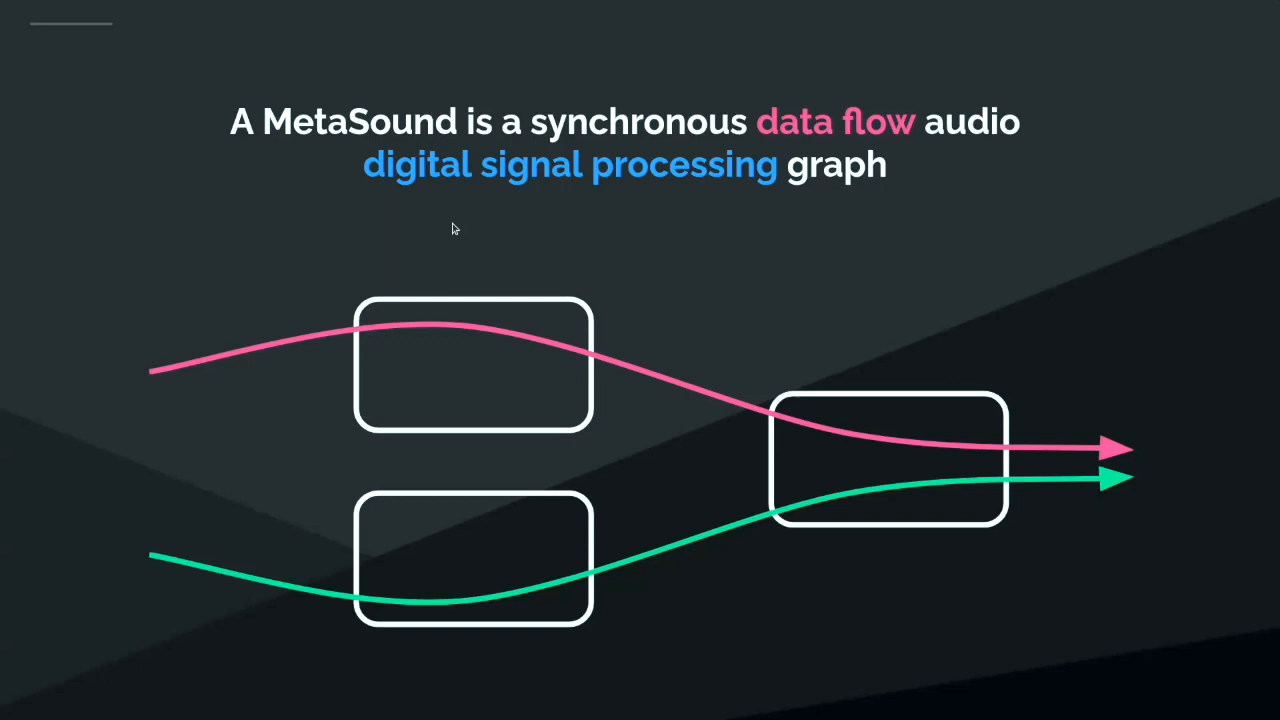 A MetaSound is a synchronous data flow audio
digital signal processing graph